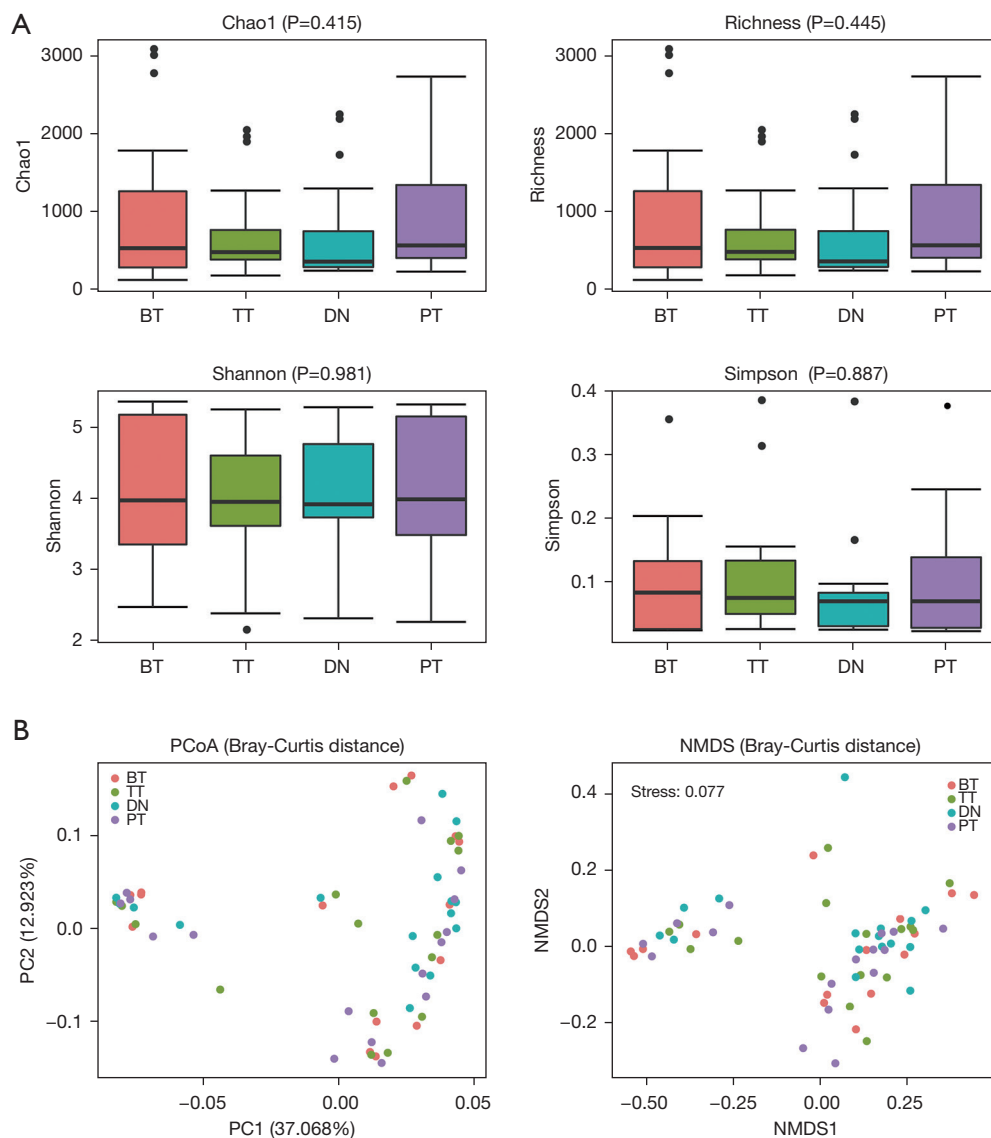 A
Chao1 (P=0.415)
3000
2000
1000
0
Chao1
BT TT DN PT
Richness (P=0.445)
3000
2000
1000
0
Richness
BT TT DN PT
Shannon (P=0.981)
5
4
3
2
Shannon
BT TT DN PT
Simpson (P=0.887)
0.4
0.3
0.2
0.1
Simpson
BT TT DN PT
B
PCoA (Bray-Curtis distance)
BT
TT
DN
PT
0.1
0.0
−0.1
PC2 (12.923%)
−0.05 0.00 0.05
PC1 (37.068%)
NMDS (Bray-Curtis distance)
Stress: 0.077
BT
TT
DN
PT
0.4
0.2
0.0
−0.2
NMDS2
−0.50 −0.25 0.00 0.25
NMDS1